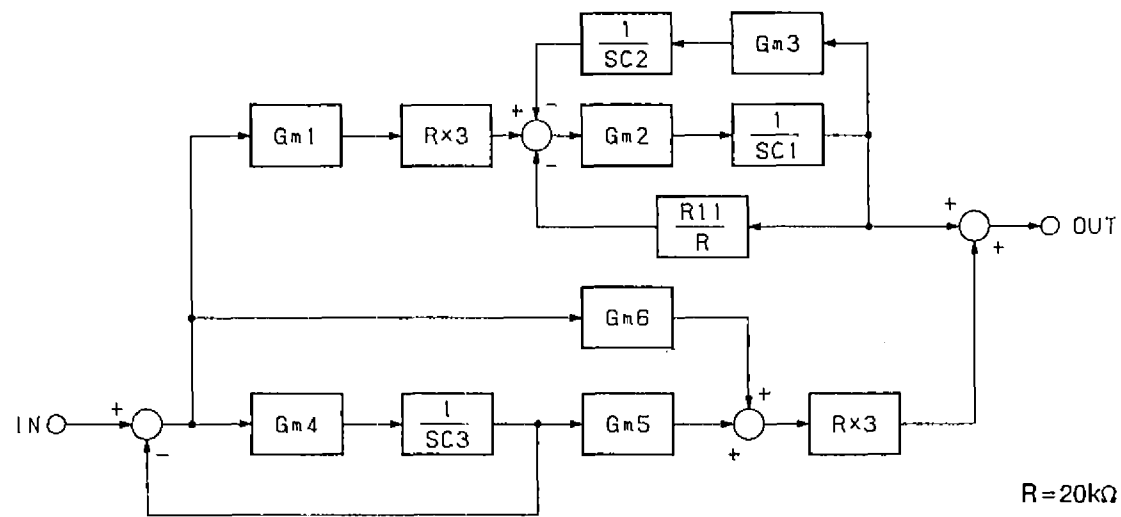 1
SC2
Gm3
+
−
Gm1
R×3
+
−
Gm2
1
SC1
R11
R
+
+
OUT
Gm6
IN
+
−
Gm4
1
SC3
Gm5
+
+
R×3
R=20kΩ